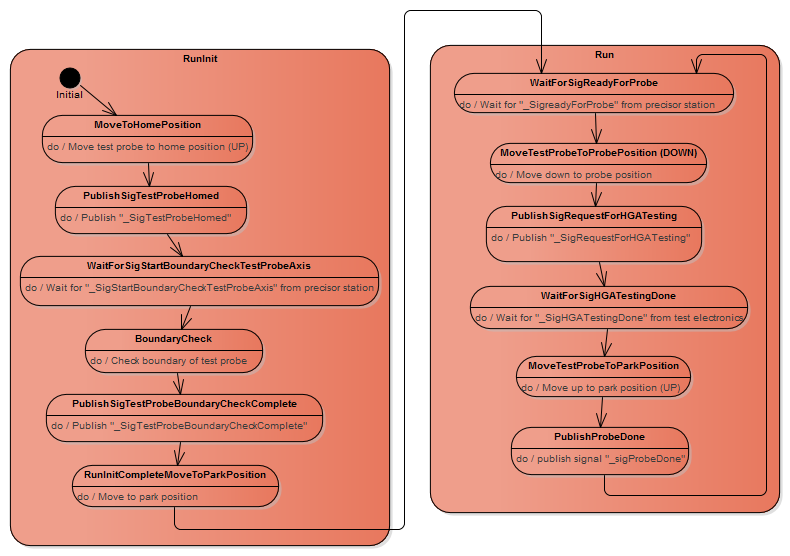 RunInit
Initial
MoveToHomePosition
do / Move test probe to home position (UP)
PublishSigTestProbeHomed
do / Publish "_SigTestProbeHomed"
WaitForSigStartBoundaryCheckTestProbeAxis
do / Wait for "_SigStartBoundaryCheckTestProbeAxis" from precisor station
BoundaryCheck
do / Check boundary of test probe
PublishSigTestProbeBoundaryCheckComplete
do / Publish "_SigTestProbeBoundaryCheckComplete"
RunInitCompleteMoveToParkPosition
do / Move to park position
Run
WaitForSigReadyForProbe
do / Wait for "_SigreadyForProbe" from precisor station
MoveTestProbeToProbePosition (DOWN)
do / Move down to probe position
PublishSigRequestForHGATesting
do / Publish "_SigRequestForHGATesting"
WaitForSigHGATestingDone
do / Wait for "_SigHGATestingDone" from test electronics
MoveTestProbeToParkPosition
do / Move up to park position (UP)
PublishProbeDone
do / publish signal "_sigProbeDone"